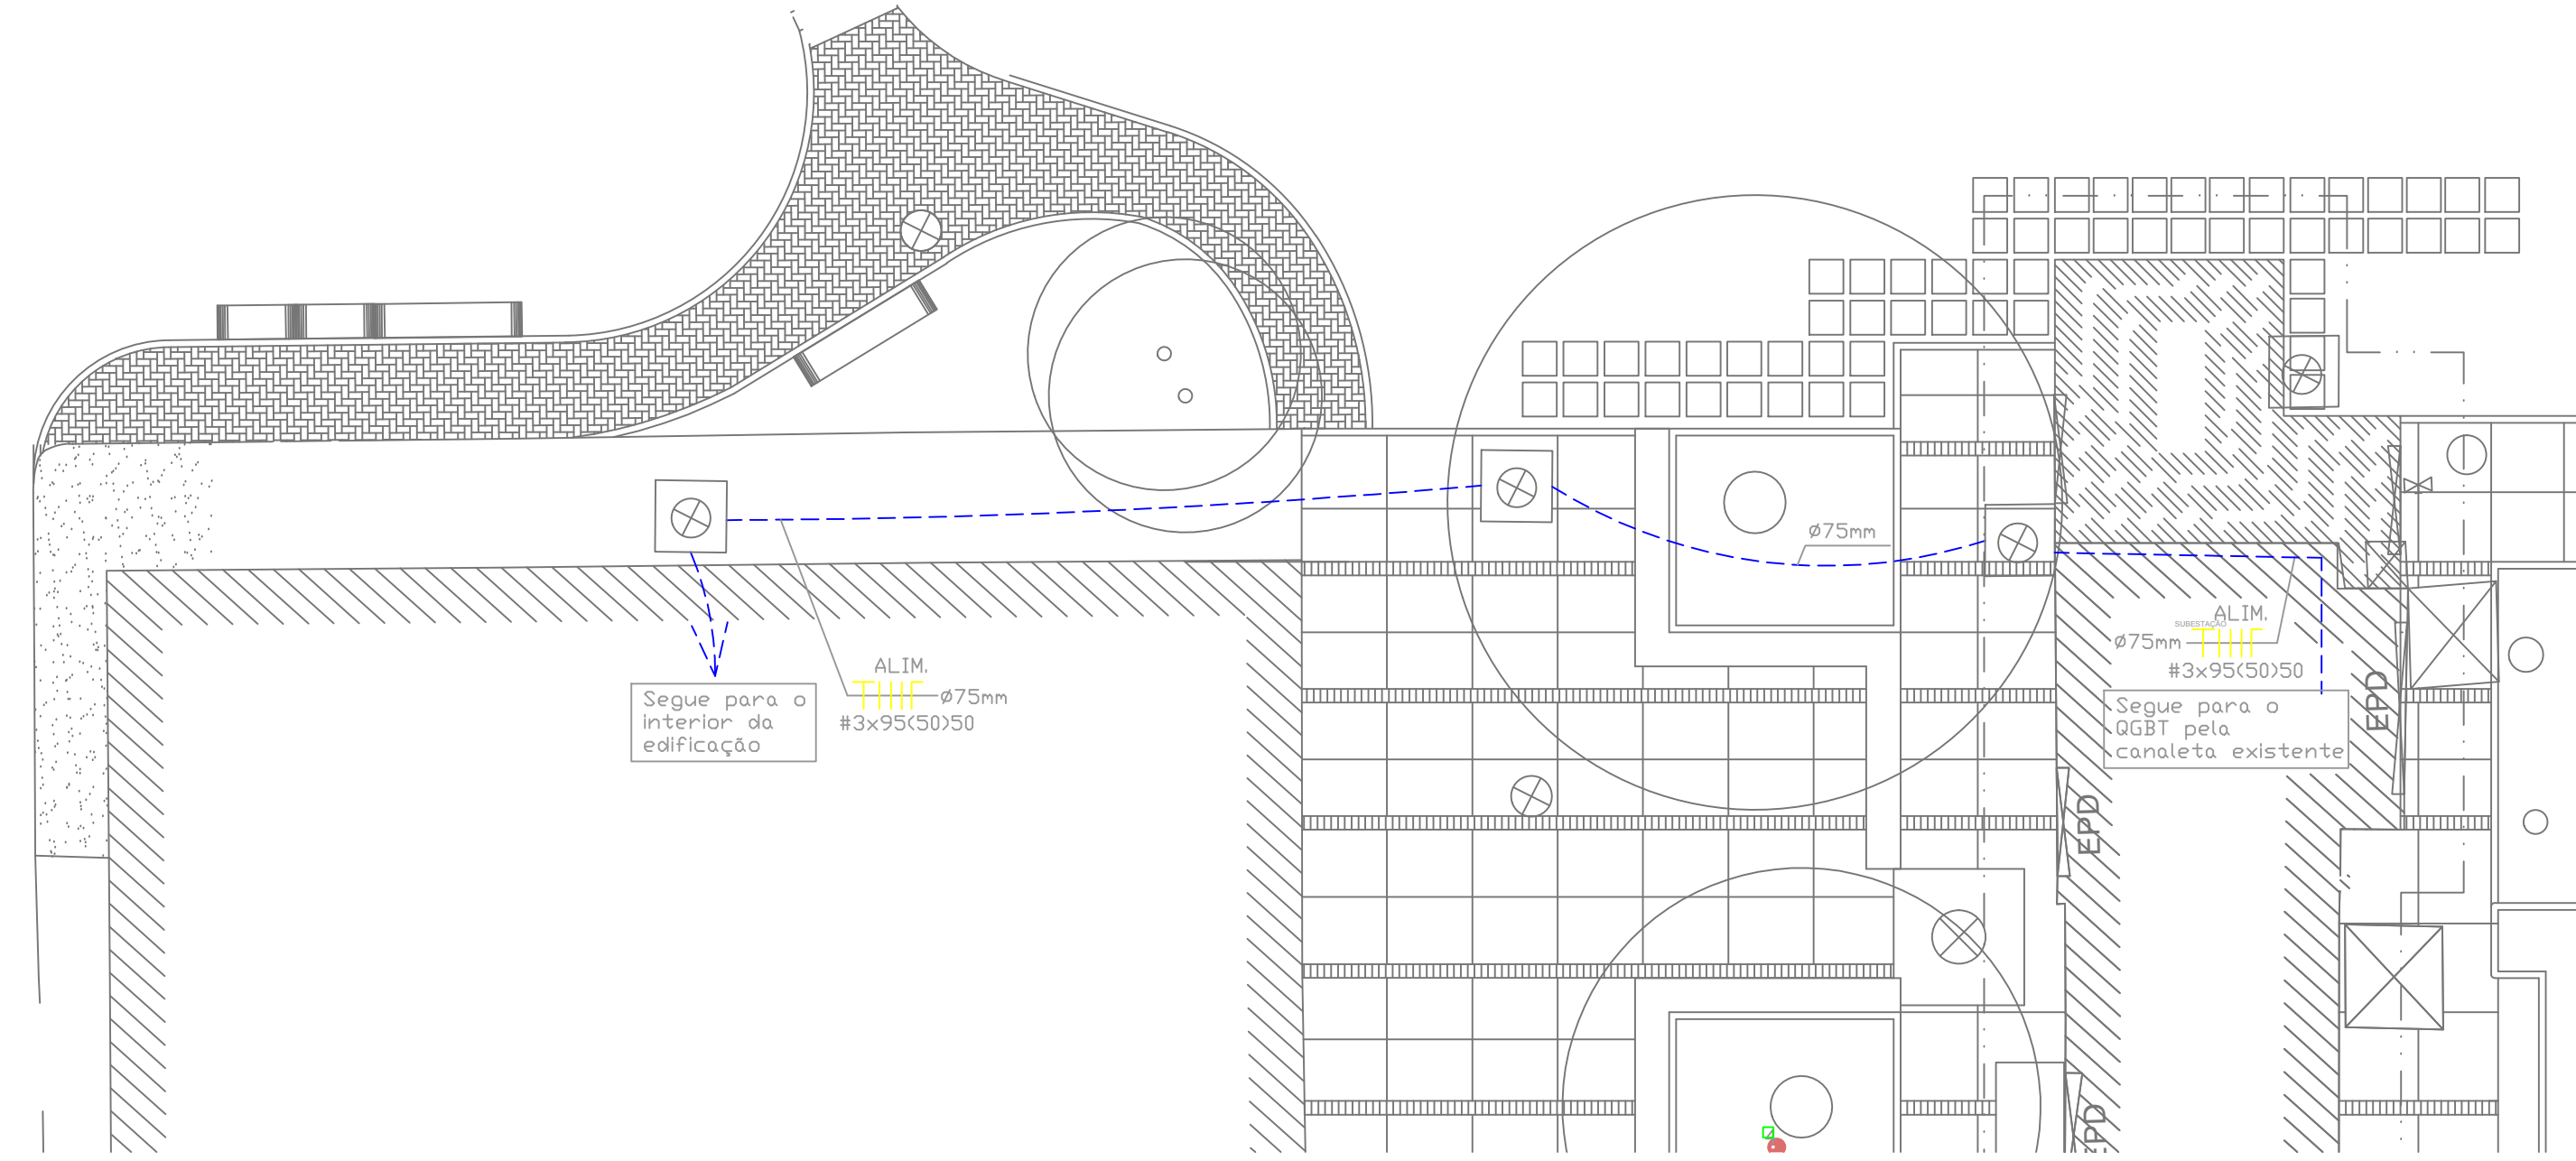 Ø75mm
ALIM.
SUBESTAÇÃO
Ø75mm
#3x95(50)50
ALIM.
Ø75mm
#3x95(50)50
Segue para o
interior da
edificação
Segue para o
QGBT pela
canaleta existente
EPD
EPD
EPD